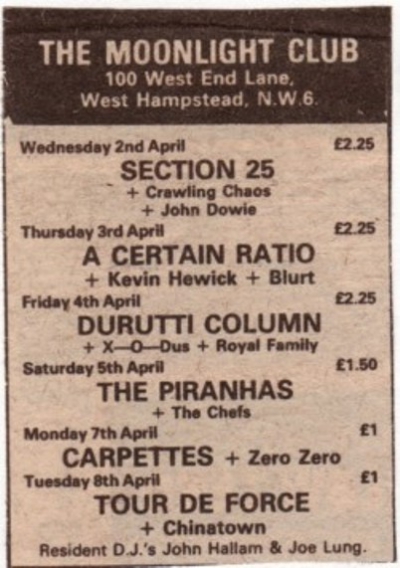 THE MOONLIGHT CLUB
100 West End Lane,
West Hampstead, N.W.6.
Wednesday 2nd April £2.25
SECTION 25
+ Crawling Chaos
+ John Dowie
Thursday 3rd April £2.25
A CERTAIN RATIO
+ Kevin Hewick + Blurt
Friday 4th April £2.25
DURUTTI COLUMN
+ X—O—Dus + Royal Family
Saturday 5th April £1.50
THE PIRANHAS
+ The Chefs
Monday 7th April £1
CARPETTES + Zero Zero
Tuesday 8th April £1
TOUR DE FORCE
+ Chinatown
Resident D.J.'s John Hallam & Joe Lung.